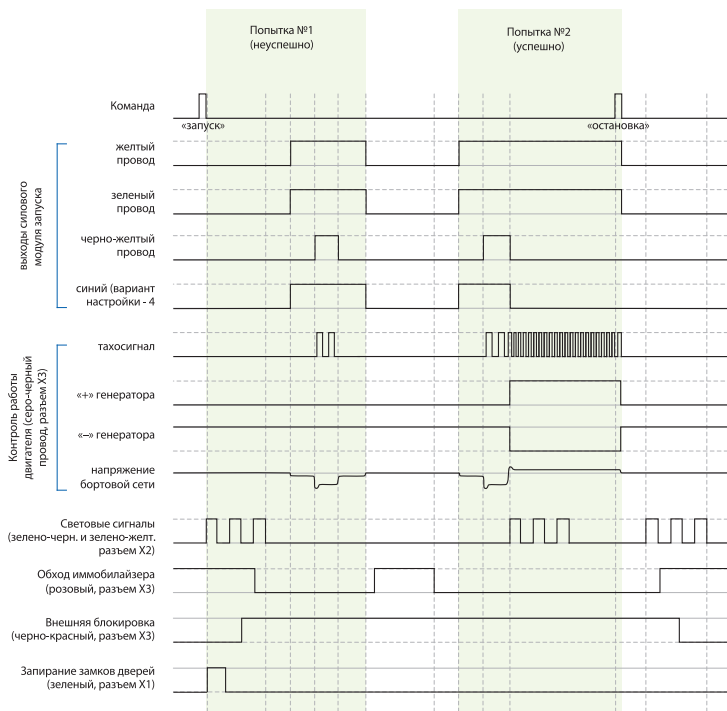 Попытка №1
(неуспешно)
Попытка №2
(успешно)
Команда
«запуск»
«остановка»
выходы силового
модуля запуска
желтый
провод
зеленый
провод
черно-желтый
провод
синий (вариант
настройки - 4
Контроль работы
двигателя (серо-черный
провод, разъем X3)
тахосигнал
«+» генератора
«–» генератора
напряжение
бортовой сети
Световые сигналы
(зелено-черн. и зелено-желт.
разъем X2)
Обход иммобилайзера
(розовый, разъем X3)
Внешняя блокировка
(черно-красный, разъем X3)
Запирание замков дверей
(зеленый, разъем X1)